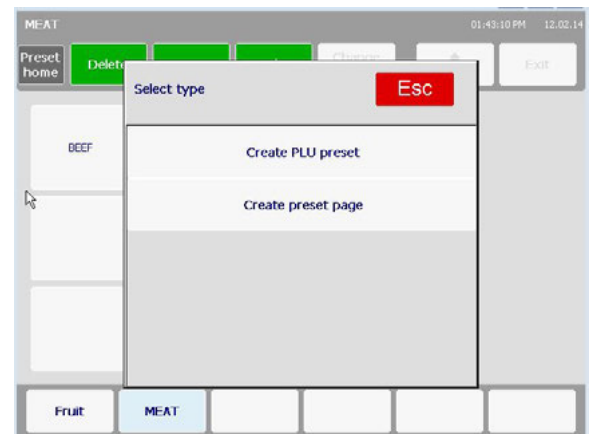 MEAT
01:43:10 PM 12.02.14
Preset
home
Delete
Change
Exit
Select type
Esc
BEEF
Create PLU preset
Create preset page
Fruit
MEAT